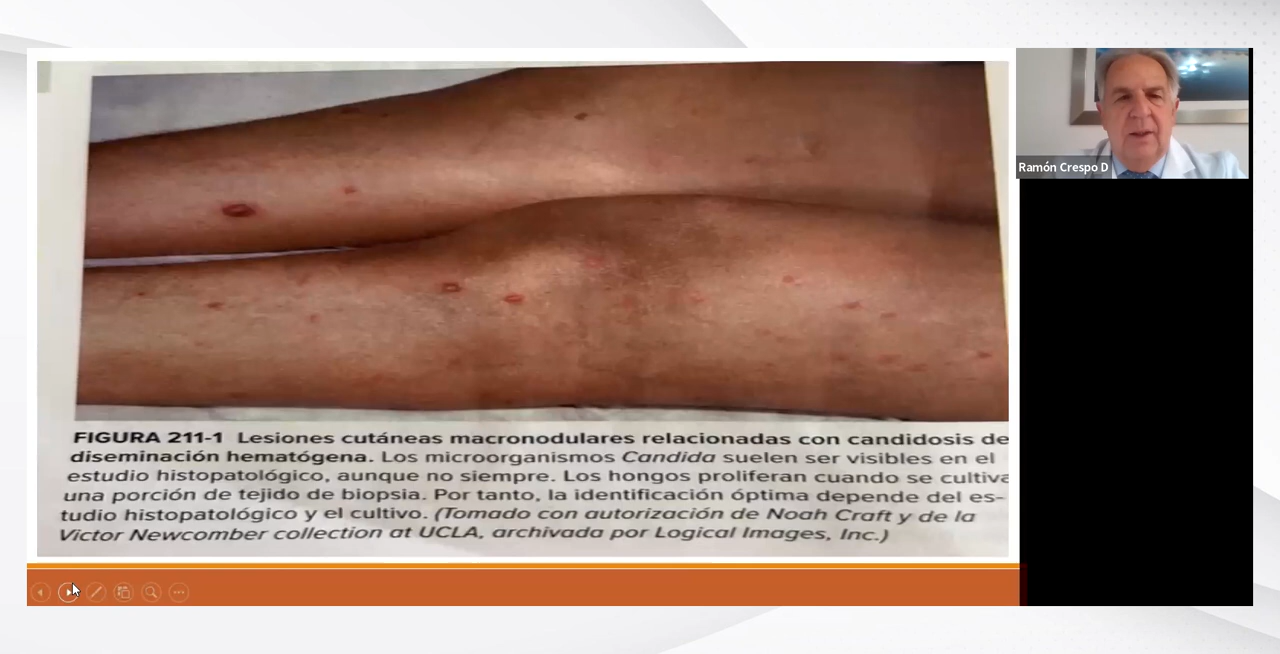 Ramón Crespo D
FIGURA 211-1 Lesiones cutáneas macronodulares relacionadas con candidosis de
diseminación hematógena. Los microorganismos Candida suelen ser visibles en el
estudio histopatológico, aunque no siempre. Los hongos proliferan cuando se cultiva
una porción de tejido de biopsia. Por tanto, la identificación óptima depende del es-
tudio histopatológico y el cultivo. (Tomado con autorización de Noah Craft y de la
Victor Newcomber collection at UCLA, archivada por Logical Images, Inc.)